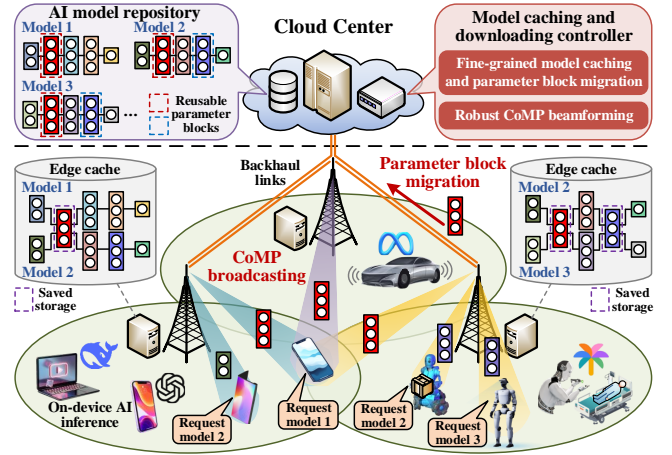 AI model repository
Model 1
Model 2
Model 3
...
Reusable
parameter
blocks
Cloud Center
Model caching and
downloading controller
Fine-grained model caching
and parameter block migration
Robust CoMP beamforming
Edge cache
Model 1
Model 2
Saved
storage
Backhaul
links
Parameter block
migration
CoMP
broadcasting
Edge cache
Model 2
Model 3
Saved
storage
On-device AI
inference
Request
model 2
Request
model 1
Request
model 2
Request
model 3